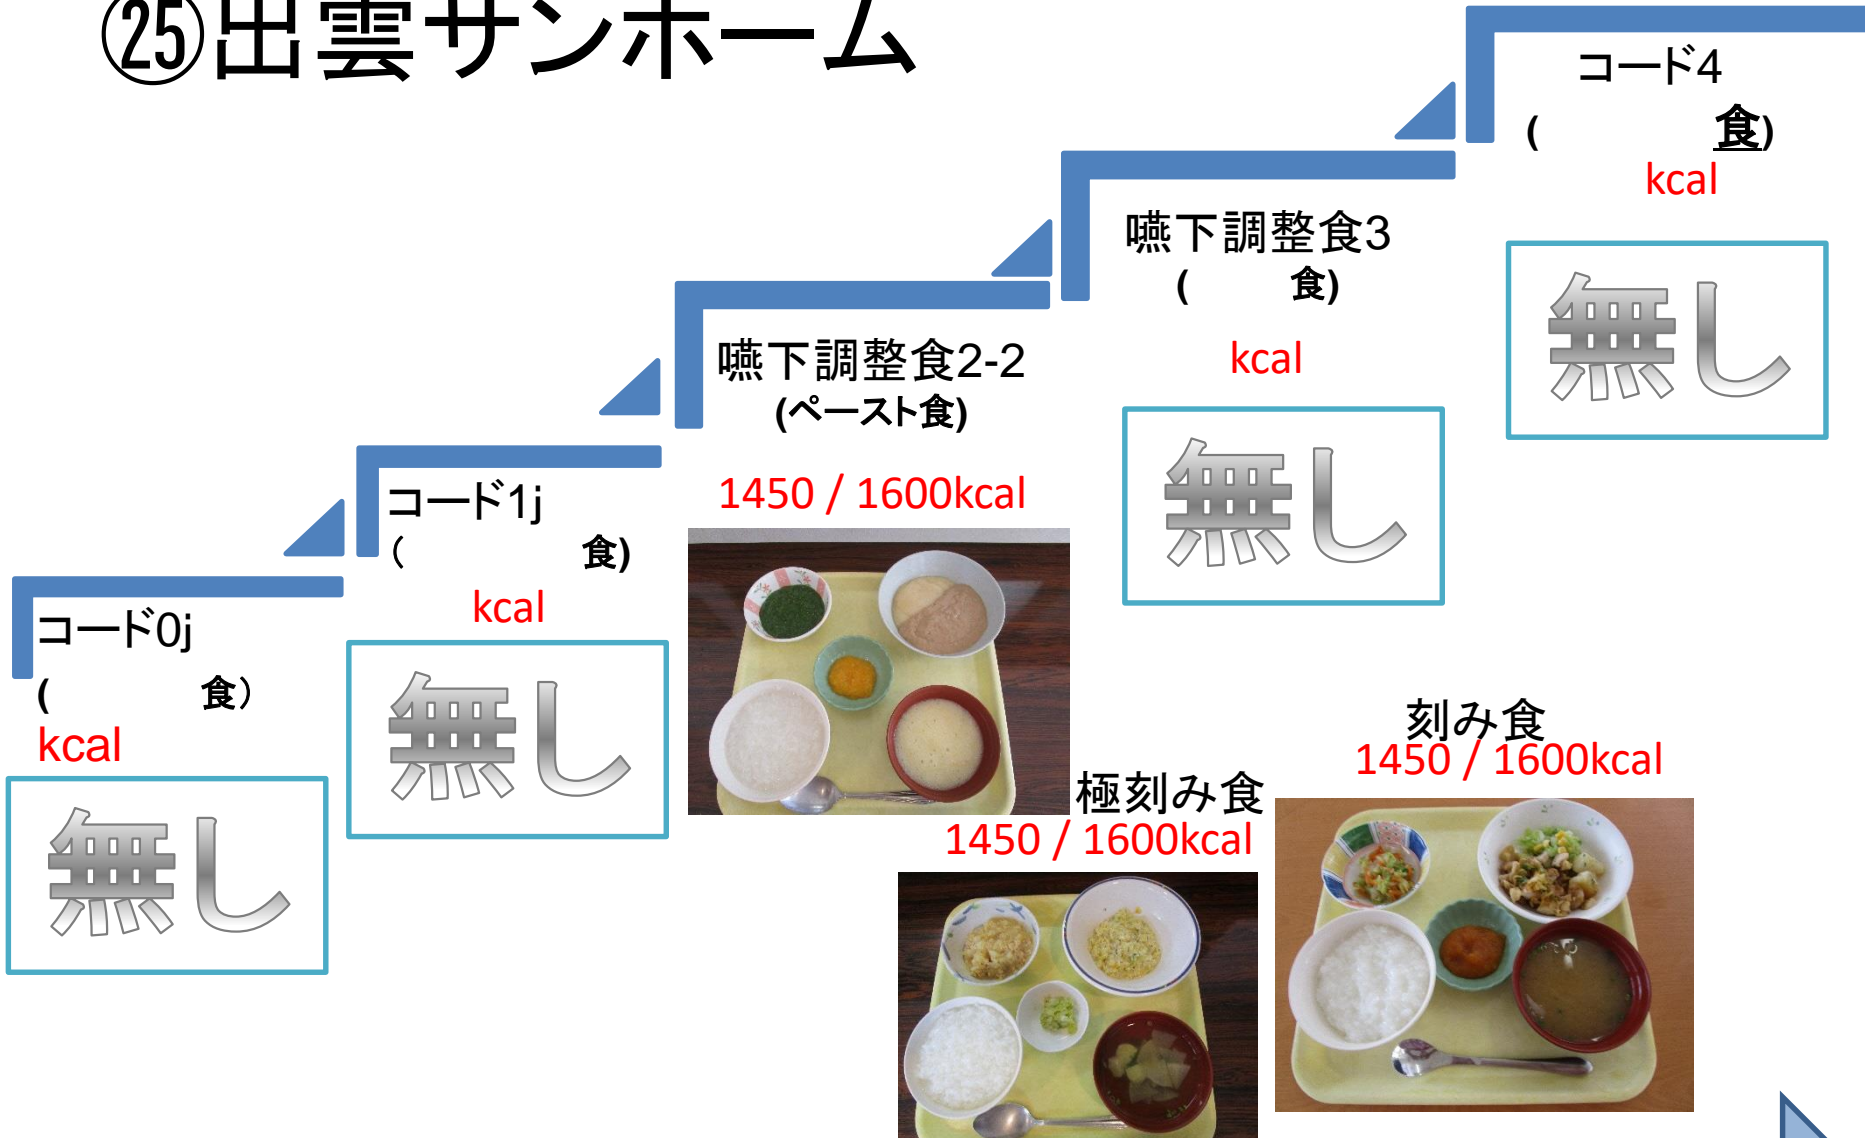 ㉕出雲サンホーム
コード4
(　　　　食)
kcal
無し
嚥下調整食3
(　　食)
kcal
無し
嚥下調整食2-2
(ペースト食)
1450 / 1600kcal
コード1j
(　　　　食)
kcal
無し
コード0j
(　　　　食)
kcal
無し
刻み食
1450 / 1600kcal
極刻み食
1450 / 1600kcal